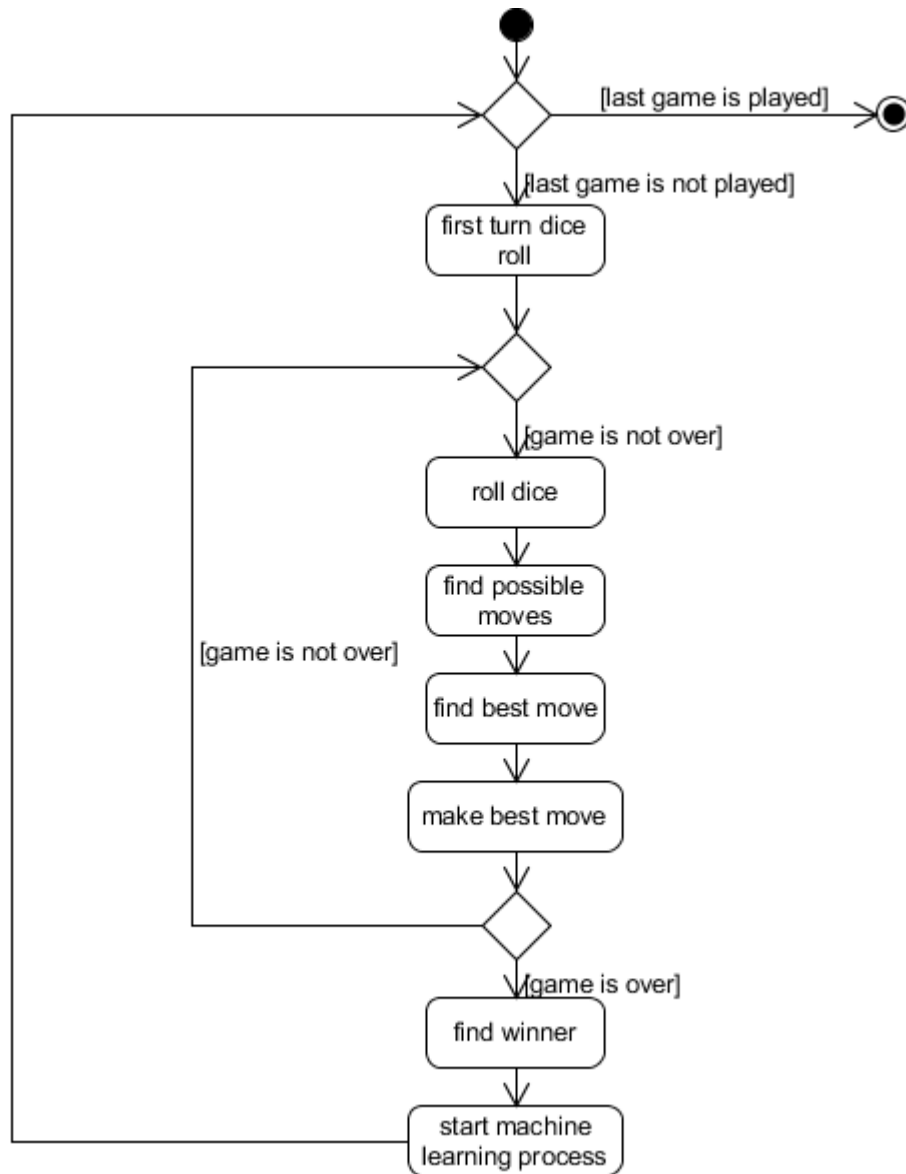 [last game is played]
[last game is not played]
first turn dice
roll
[game is not over]
roll dice
find possible
moves
[game is not over]
find best move
make best move
[game is over]
find winner
start machine
learning process